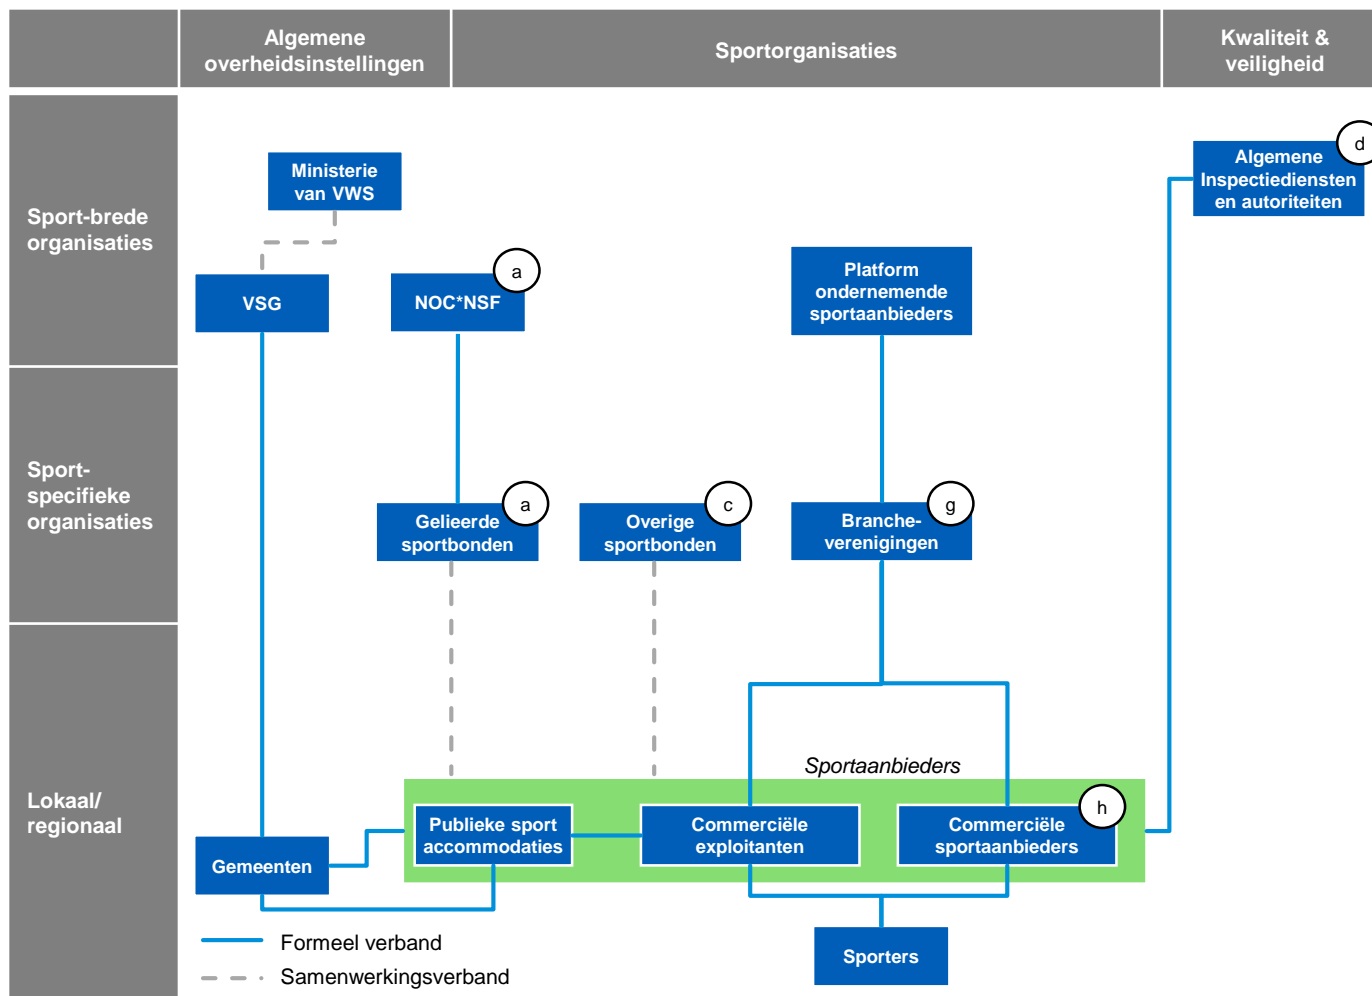 Algemene
overheidsinstellingen
Sportorganisaties
Kwaliteit &
veiligheid
Sport-brede
organisaties
Ministerie
van VWS
VSG
NOC*NSF
a
Platform
ondernemende
sportaanbieders
d
Algemene
Inspectiediensten
en autoriteiten
Sport-
specifieke
organisaties
a
Gelieerde
sportbonden
c
Overige
sportbonden
g
Branche-
verenigingen
Lokaal/
regionaal
Sportaanbieders
Gemeenten
Publieke sport
accommodaties
Commerciële
exploitanten
h
Commerciële
sportaanbieders
Sporters
Formeel verband
Samenwerkingsverband